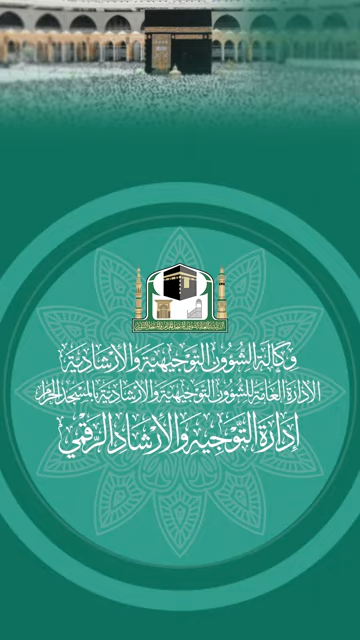 وكالة الشؤون التوجيهية والإرشادية
الإدارة العامة للشؤون التوجيهية والإرشادية بالمسجد الحرام
إدارة التوجيه والإرشاد الرقمي